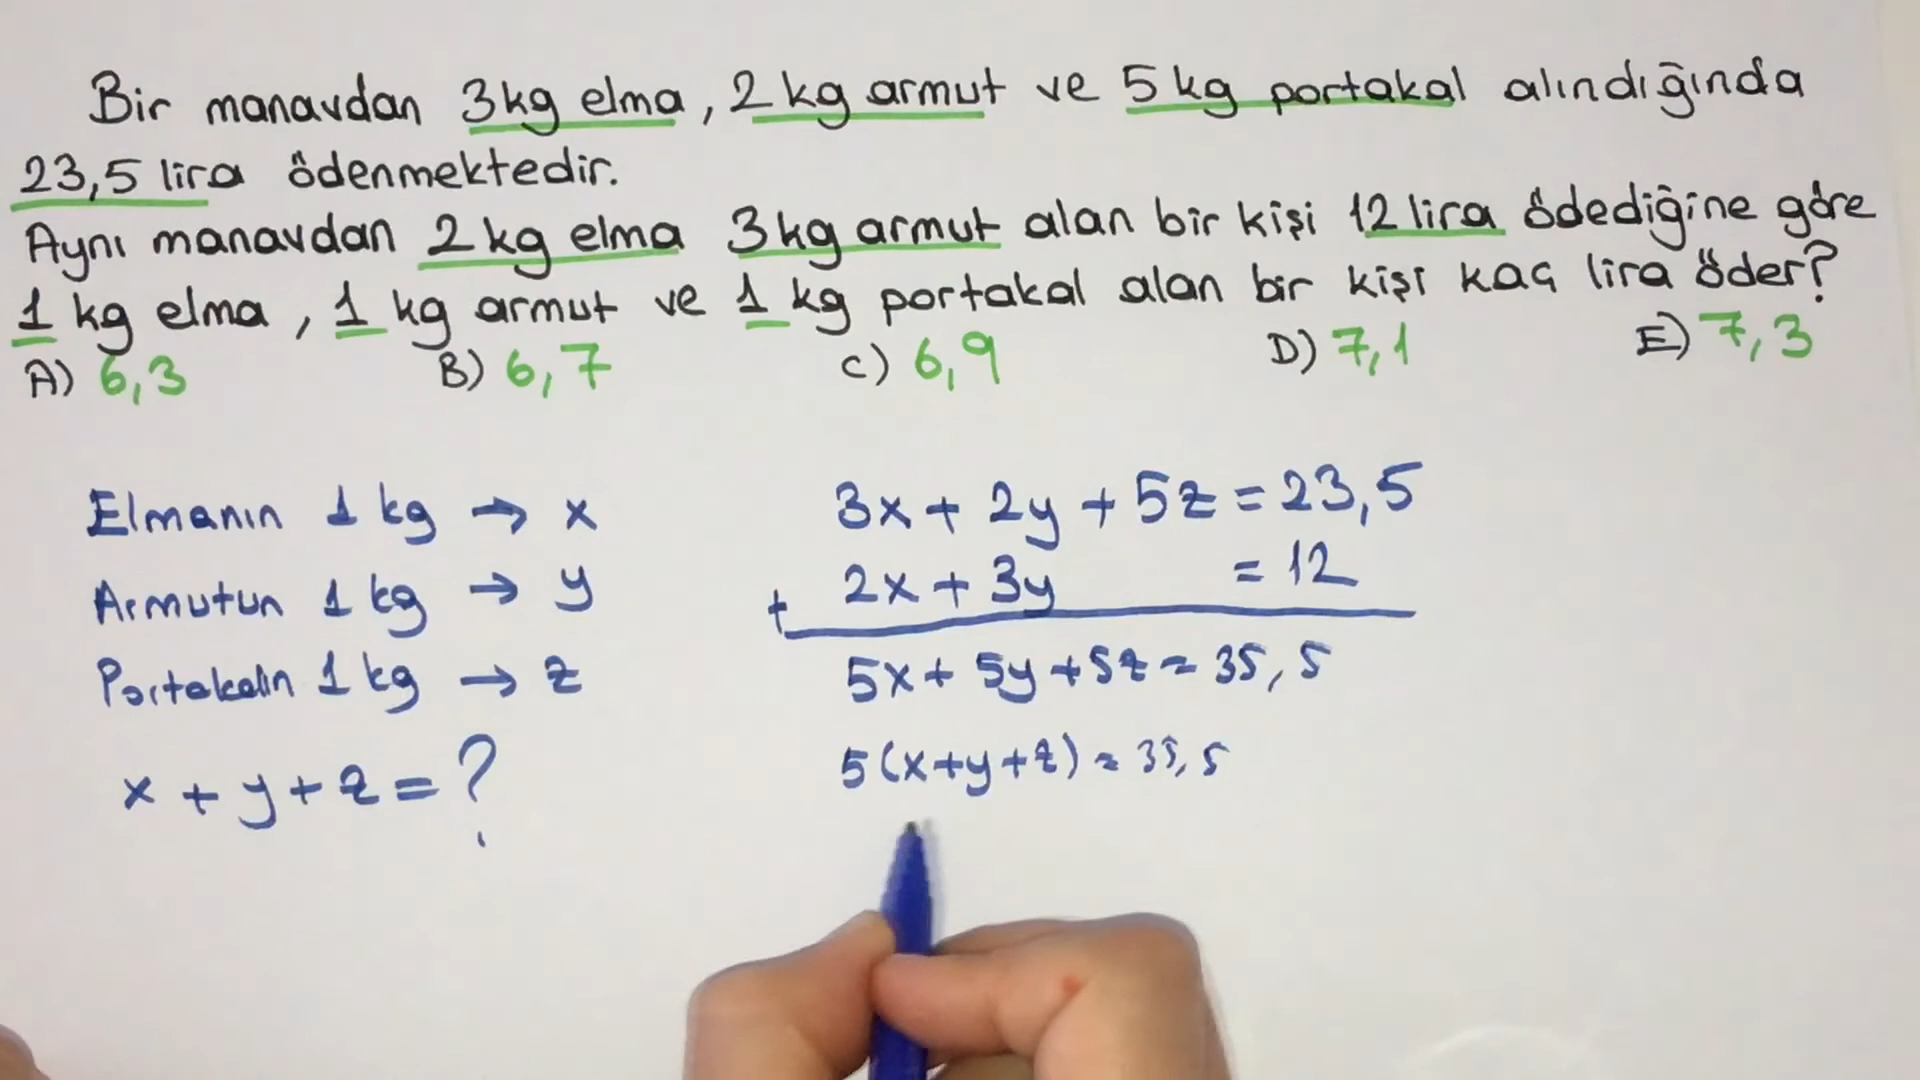 Bir manavdan 3kg elma, 2kg armut ve 5kg portakal alındığında
23,5 lira ödenmektedir.
Aynı manavdan 2kg elma 3kg armut alan bir kişi 12 lira ödediğine göre
1 kg elma, 1 kg armut ve 1 kg portakal alan bir kişi kaç lira öder?
A) 6,3 B) 6,7 C) 6,9 D) 7,1 E) 7,3
Elmanın 1 kg → x
Armutun 1 kg → y
Portakalın 1 kg → z
x + y + z = ?
3x + 2y + 5z = 23,5
+ 2x + 3y = 12
5x + 5y + 5z = 35,5
5(x+y+z) = 35,5